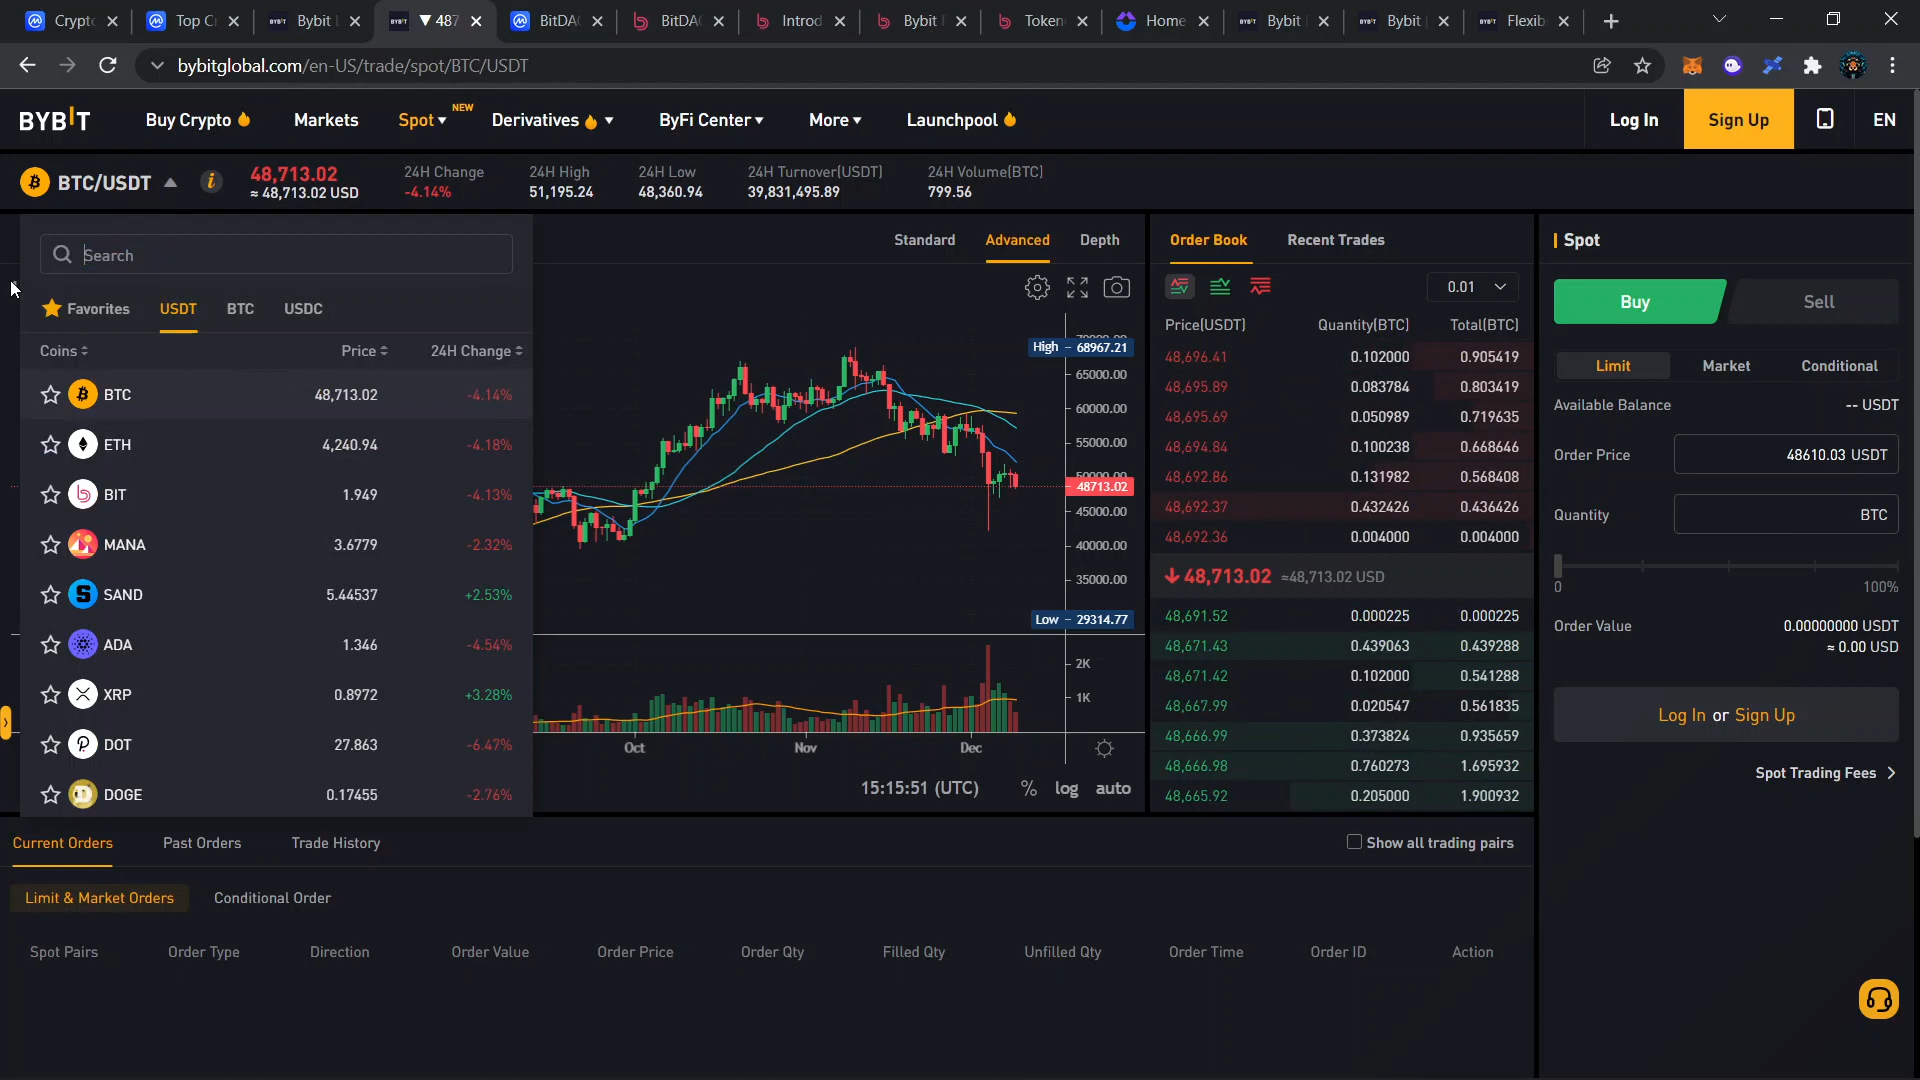 Crypto
Top C
BYBIT Bybit
BYBIT ▼ 487
BitDA
BitDA
Introd
Bybit
Token
Home
BYBIT Bybit
BYBIT Bybit
BYBIT Flexib
bybitglobal.com/en-US/trade/spot/BTC/USDT
BYBIT
Buy Crypto
Markets
Spot
NEW
Derivatives
ByFi Center
More
Launchpool
Log In
Sign Up
EN
BTC/USDT
i
48,713.02
≈ 48,713.02 USD
24H Change
-4.14%
24H High
51,195.24
24H Low
48,360.94
24H Turnover(USDT)
39,831,495.89
24H Volume(BTC)
799.56
Search
Favorites USDT BTC USDC
Coins Price 24H Change
BTC 48,713.02 -4.14%
ETH 4,240.94 -4.18%
BIT 1.949 -4.13%
MANA 3.6779 -2.32%
SAND 5.44537 +2.53%
ADA 1.346 -4.54%
XRP 0.8972 +3.28%
DOT 27.863 -6.47%
DOGE 0.17455 -2.76%
Standard Advanced Depth
High – 68967.21
65000.00
60000.00
55000.00
50000.00
48713.02
45000.00
40000.00
35000.00
Low – 29314.77
2K
1K
Oct Nov Dec
15:15:51 (UTC) % log auto
Order Book Recent Trades
0.01
Price(USDT) Quantity(BTC) Total(BTC)
48,696.41 0.102000 0.905419
48,695.89 0.083784 0.803419
48,695.69 0.050989 0.719635
48,694.84 0.100238 0.668646
48,692.86 0.131982 0.568408
48,692.37 0.432426 0.436426
48,692.36 0.004000 0.004000
48,713.02 ≈48,713.02 USD
48,691.52 0.000225 0.000225
48,671.43 0.439063 0.439288
48,671.42 0.102000 0.541288
48,667.99 0.020547 0.561835
48,666.99 0.373824 0.935659
48,666.98 0.760273 1.695932
48,665.92 0.205000 1.900932
Spot
Buy Sell
Limit Market Conditional
Available Balance -- USDT
Order Price 48610.03 USDT
Quantity BTC
0 100%
Order Value 0.00000000 USDT
≈ 0.00 USD
Log In or Sign Up
Spot Trading Fees
Current Orders Past Orders Trade History
Show all trading pairs
Limit & Market Orders Conditional Order
Spot Pairs Order Type Direction Order Value Order Price Order Qty Filled Qty Unfilled Qty Order Time Order ID Action